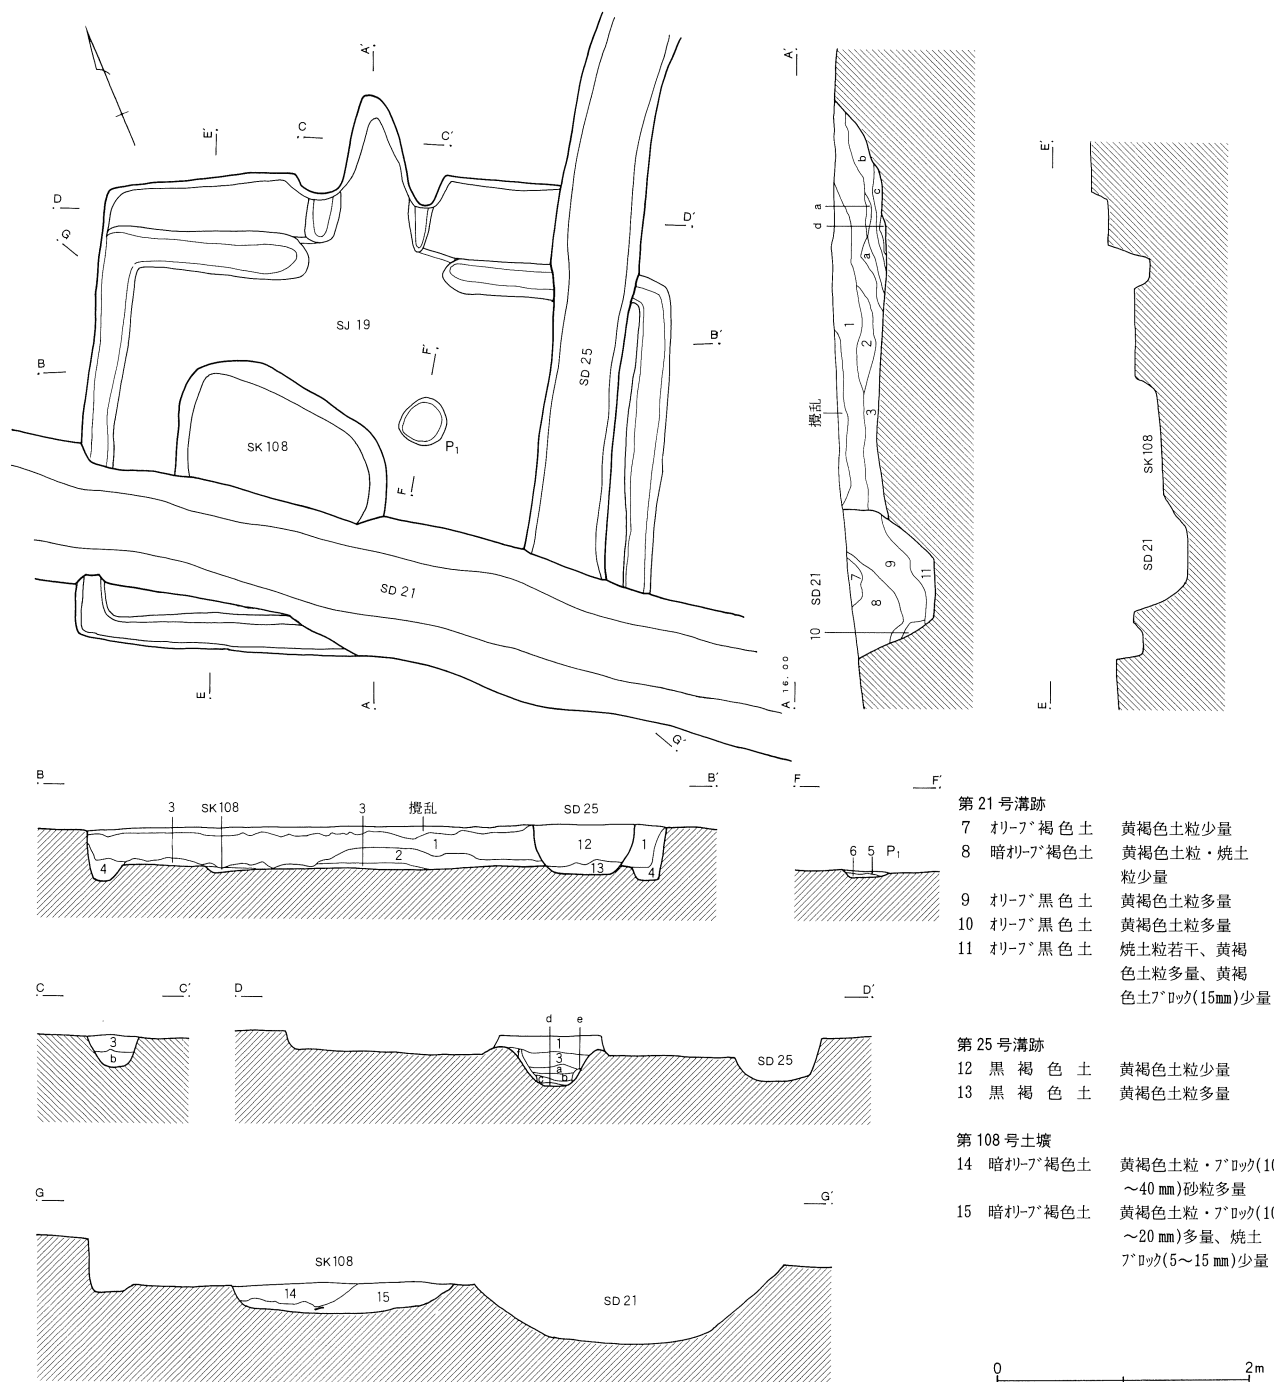 A′
E′
C
C′
D
G
D′
SJ 19
B
B′
F′
SD 25
SK 108
P1
F
SD 21
E
A
G′
A′
b
c
a
d
a
1
2
3
攪乱
9
7
8
11
10
SD 21
A 16.00
E′
SK 108
SD 21
E
B
B′
3
SK 108
3
攪乱
SD 25
1
12
1
2
4
13
4
F
F′
6
5
P1
C
C′
3
b
D
D′
d
e
1
3
a
b
c
SD 25
G
G′
SK 108
14
15
SD 21
第 21 号溝跡
7 ｵﾘｰﾌﾞ褐色土 黄褐色土粒少量
8 暗ｵﾘｰﾌﾞ褐色土 黄褐色土粒・焼土
粒少量
9 ｵﾘｰﾌﾞ黒色土 黄褐色土粒多量
10 ｵﾘｰﾌﾞ黒色土 黄褐色土粒多量
11 ｵﾘｰﾌﾞ黒色土 焼土粒若干、黄褐
色土粒多量、黄褐
色土ﾌﾞﾛｯｸ(15mm)少量
第 25 号溝跡
12 黒褐色土 黄褐色土粒少量
13 黒褐色土 黄褐色土粒多量
第 108 号土壙
14 暗ｵﾘｰﾌﾞ褐色土 黄褐色土粒・ﾌﾞﾛｯｸ(10
～40 mm)砂粒多量
15 暗ｵﾘｰﾌﾞ褐色土 黄褐色土粒・ﾌﾞﾛｯｸ(10
～20 mm)多量、焼土
ﾌﾞﾛｯｸ(5～15 mm)少量
0 2m